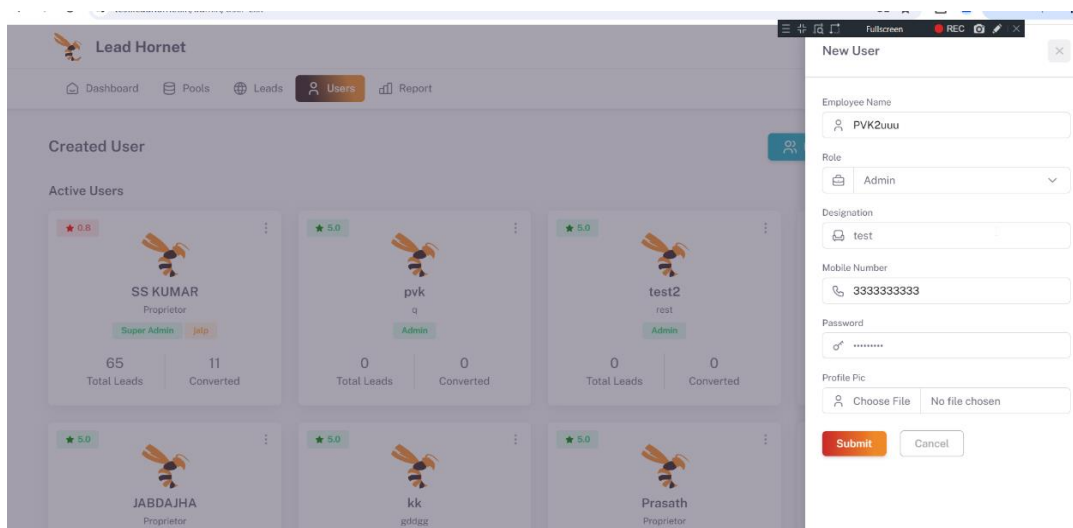 Fullscreen REC
Lead Hornet
New User
Dashboard Pools Leads Users Report
Employee Name
PVK2uuu
Created User
Role
Admin
Active Users
Designation
test
0.8
5.0
5.0
Mobile Number
3333333333
SS KUMAR
Proprietor
Super Admin
65 11
Total Leads Converted
pvk
q
Admin
0 0
Total Leads Converted
test2
rest
Admin
0 0
Total Leads Converted
Password
Profile Pic
Choose File No file chosen
Submit Cancel
5.0
JABDAJHA
Proprietor
5.0
kk
gddgg
5.0
Prasath
Proprietor